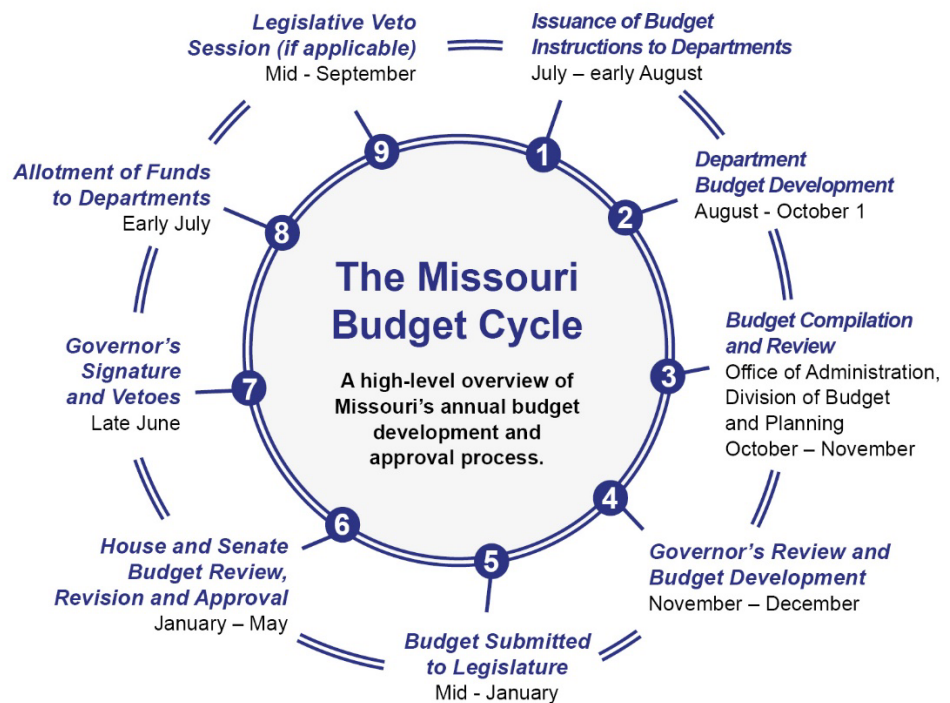 The Missouri
Budget Cycle
A high-level overview of
Missouri's annual budget
development and
approval process.
1
Issuance of Budget
Instructions to Departments
July – early August
2
Department
Budget Development
August - October 1
3
Budget Compilation
and Review
Office of Administration,
Division of Budget
and Planning
October – November
4
Governor's Review and
Budget Development
November – December
5
Budget Submitted
to Legislature
Mid - January
6
House and Senate
Budget Review,
Revision and Approval
January – May
7
Governor's
Signature
and Vetoes
Late June
8
Allotment of Funds
to Departments
Early July
9
Legislative Veto
Session (if applicable)
Mid - September